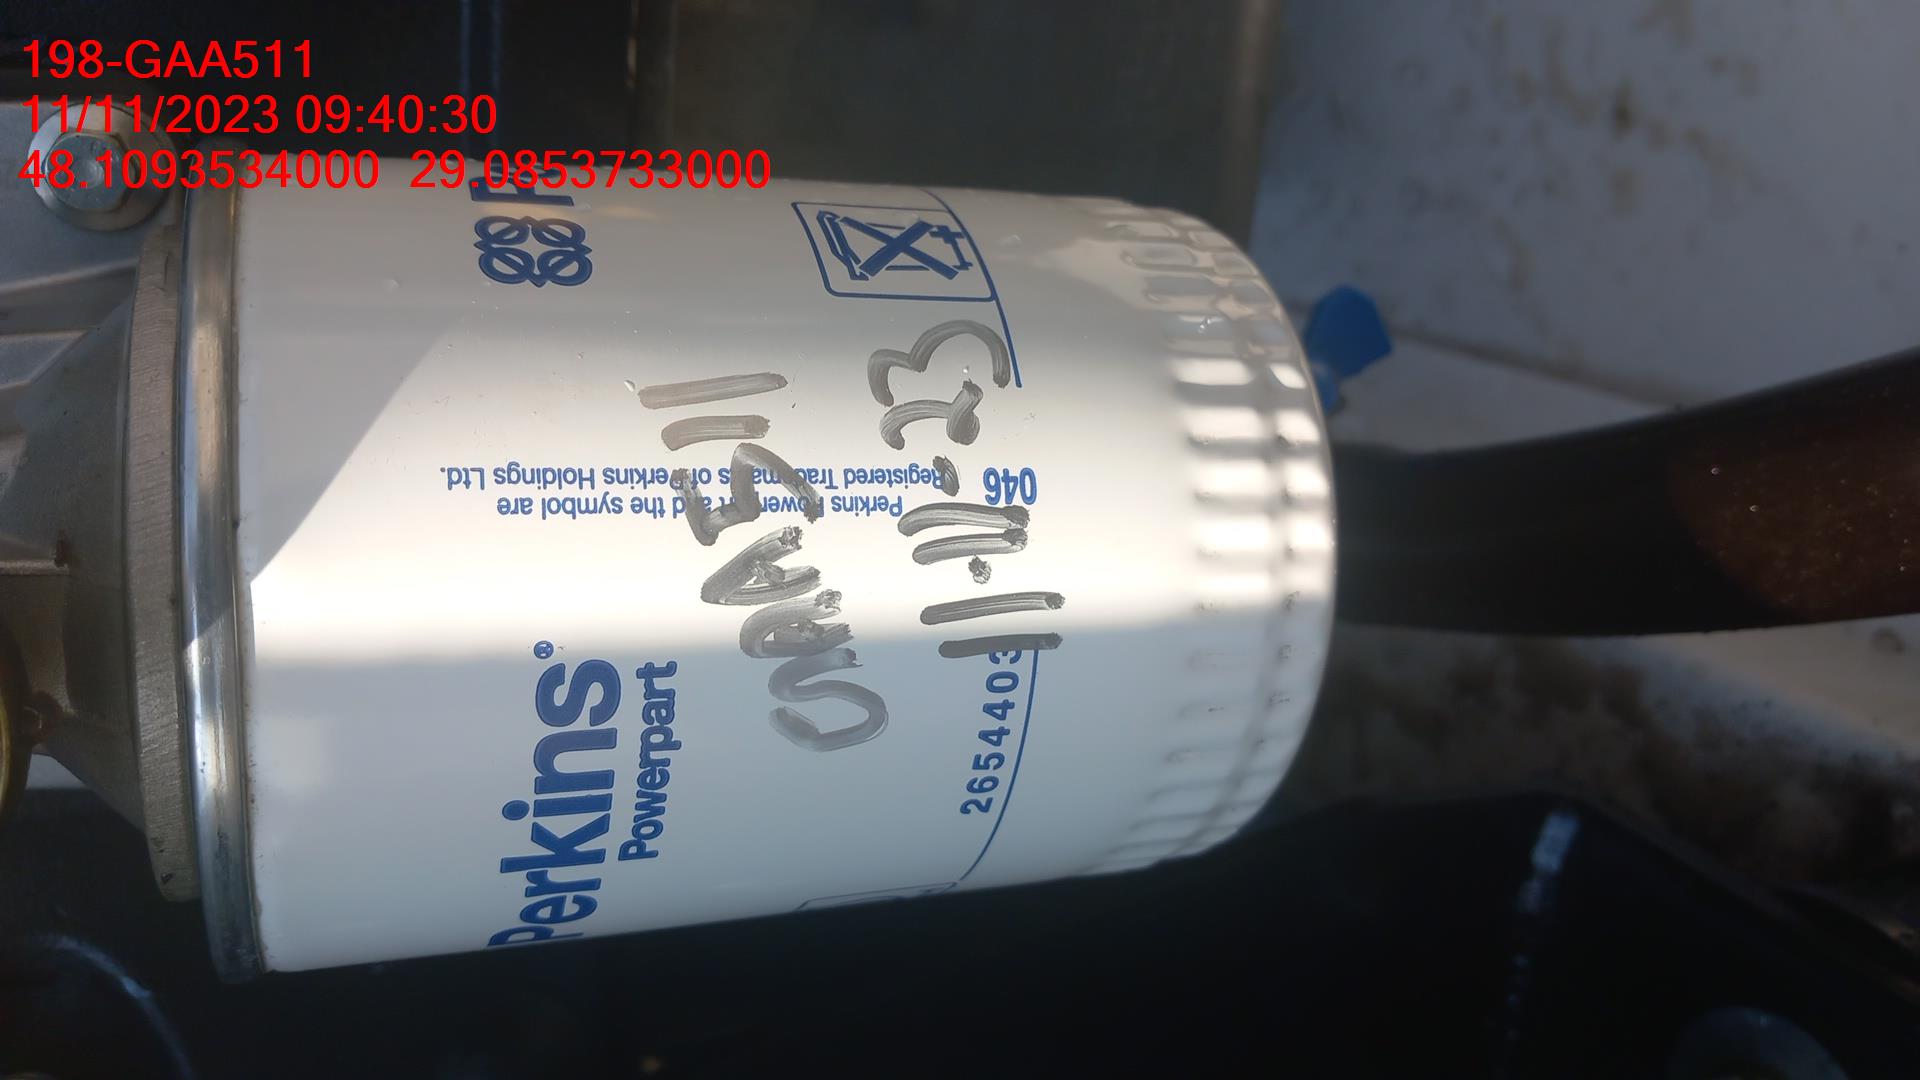 198-GAA511
11/11/2023 09:40:30
48.1093534000 29.0853733000
Perkins®
Powerpart
2654403
046
Perkins Powerpart and the symbol are
Registered Trademarks of Perkins Holdings Ltd.
GAA511
11-11-23